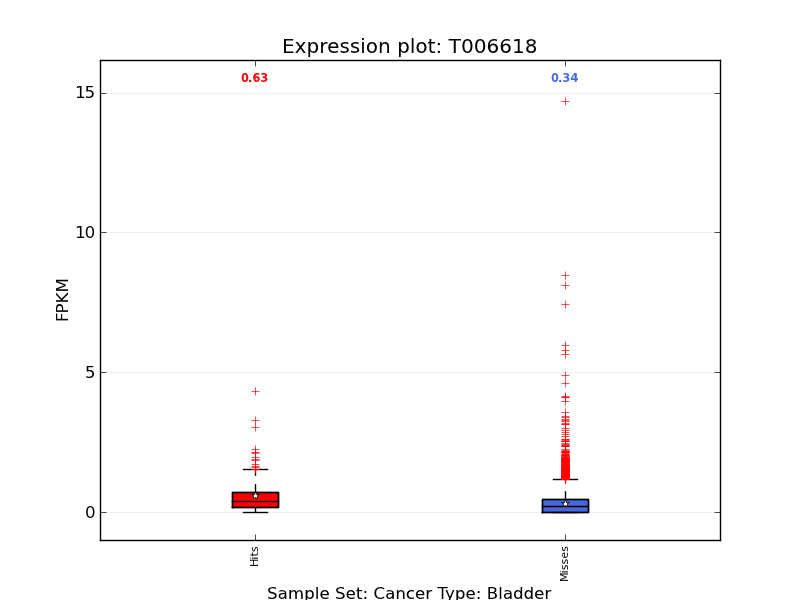 Expression plot: T006618
0.63
0.34
15
10
5
0
FPKM
Hits
Misses
Sample Set: Cancer Type: Bladder